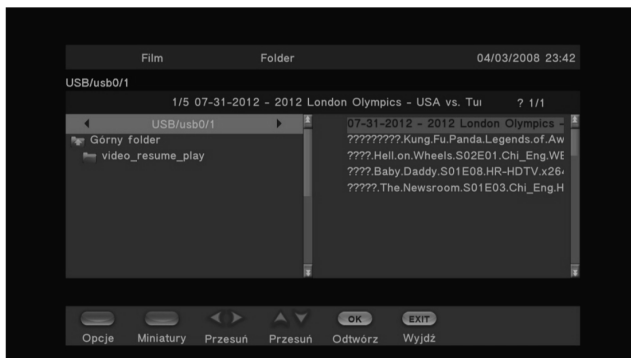 Film Folder 04/03/2008 23:42
USB/usb0/1
1/5 07-31-2012 - 2012 London Olympics - USA vs. Tu ? 1/1
USB/usb0/1
Górny folder
video_resume_play
07-31-2012 - 2012 London Olympics -
?????????.Kung.Fu.Panda.Legends.of.Aw
????.Hell.on.Wheels.S02E01.Chi_Eng.WE
????.Baby.Daddy.S01E08.HR-HDTV.x264
?????.The.Newsroom.S01E03.Chi_Eng.H
OK EXIT
Opcje Miniatury Przesuń Przesuń Odtwórz Wyjdź